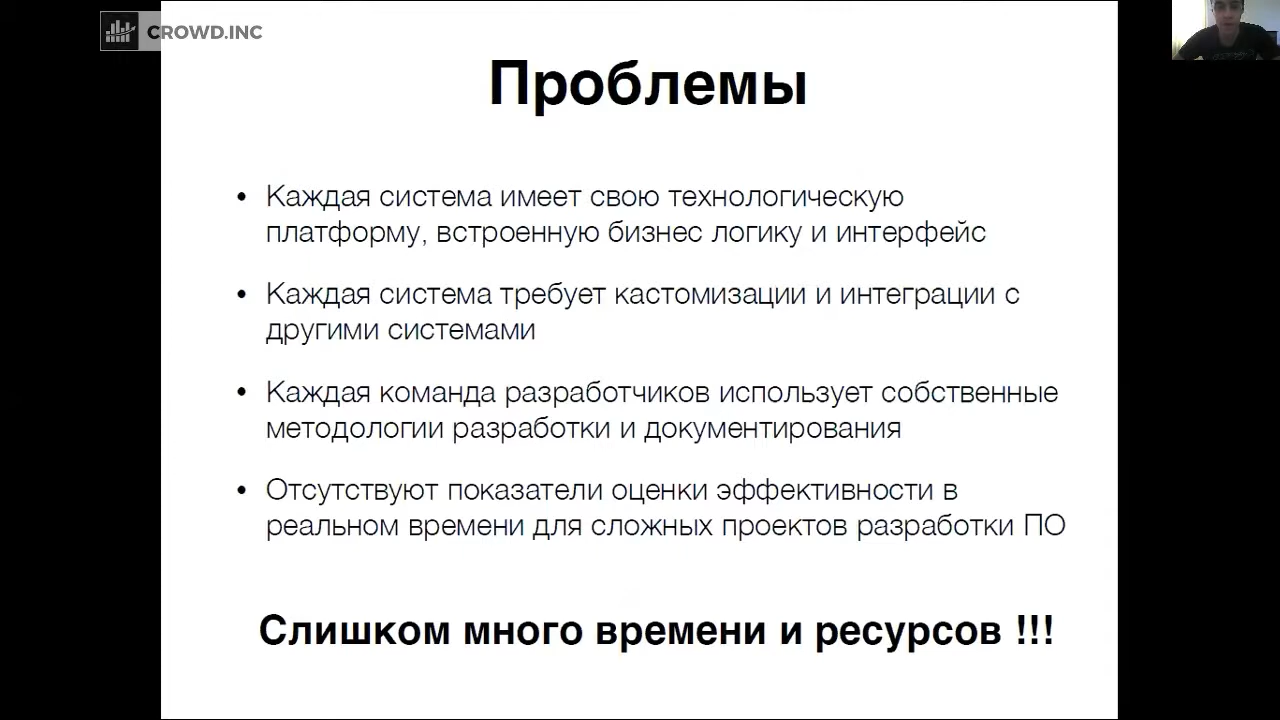 CROWD.INC
Проблемы
• Каждая система имеет свою технологическую
платформу, встроенную бизнес логику и интерфейс
• Каждая система требует кастомизации и интеграции с
другими системами
• Каждая команда разработчиков использует собственные
методологии разработки и документирования
• Отсутствуют показатели оценки эффективности в
реальном времени для сложных проектов разработки ПО
Слишком много времени и ресурсов !!!